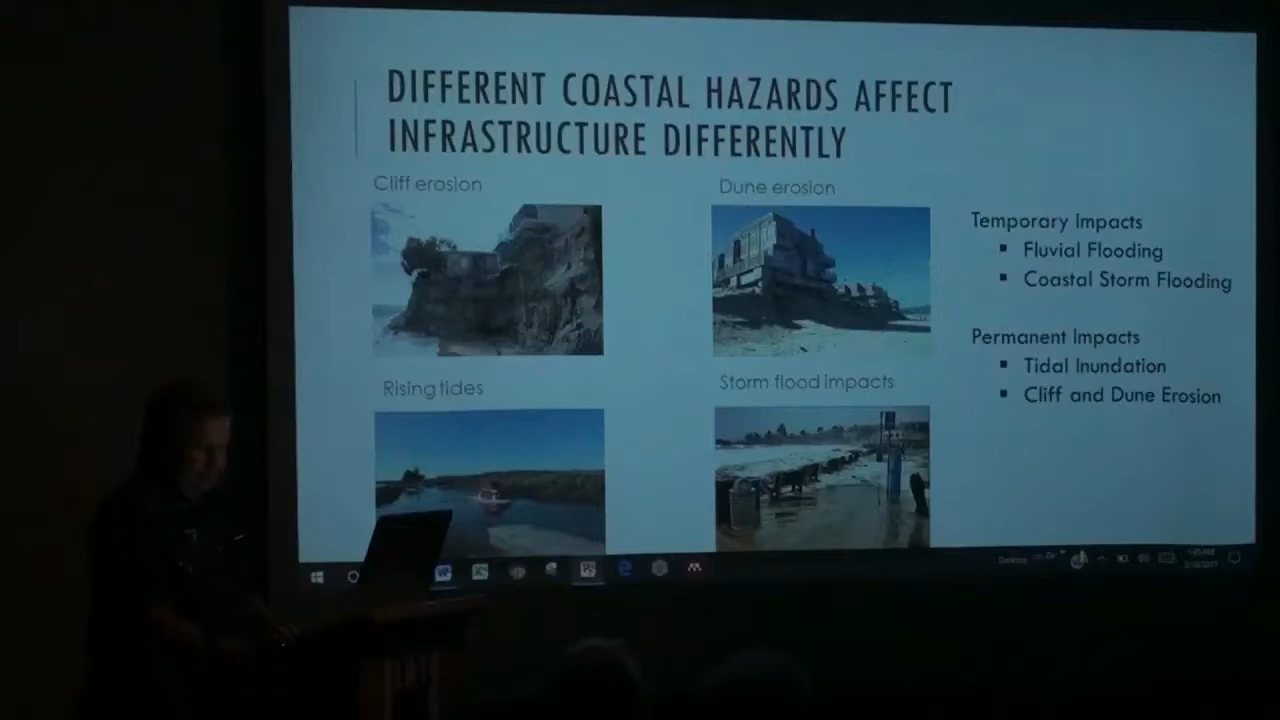 DIFFERENT COASTAL HAZARDS AFFECT
INFRASTRUCTURE DIFFERENTLY
Cliff erosion
Dune erosion
Rising tides
Storm flood impacts
Temporary Impacts
Fluvial Flooding
Coastal Storm Flooding
Permanent Impacts
Tidal Inundation
Cliff and Dune Erosion
Desktop